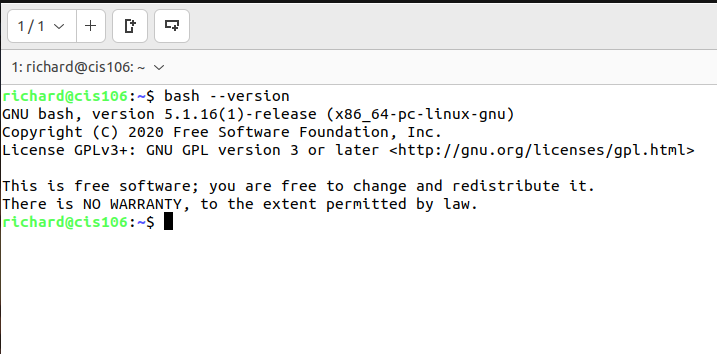 1 / 1
1: richard@cis106: ~
richard@cis106:~$ bash --version
GNU bash, version 5.1.16(1)-release (x86_64-pc-linux-gnu)
Copyright (C) 2020 Free Software Foundation, Inc.
License GPLv3+: GNU GPL version 3 or later <http://gnu.org/licenses/gpl.html>
This is free software; you are free to change and redistribute it.
There is NO WARRANTY, to the extent permitted by law.
richard@cis106:~$